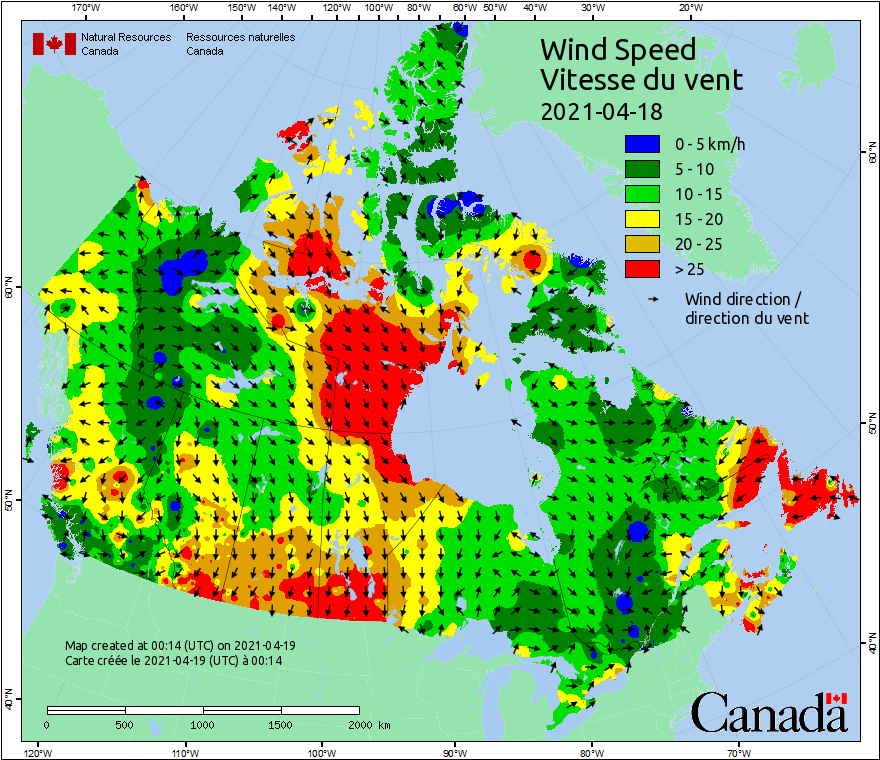 170°W 160°W 150°W 140°W 120°W 100°W 80°W 60°W 50°W 40°W 30°W 20°W
Natural Resources Ressources naturelles
Canada Canada
Wind Speed
Vitesse du vent
2021-04-18
0 - 5 km/h
5 - 10
10 - 15
15 - 20
20 - 25
> 25
Wind direction /
direction du vent
60°N
60°N
50°N
50°N
40°N
40°N
Map created at 00:14 (UTC) on 2021-04-19
Carte créée le 2021-04-19 (UTC) à 00:14
0 500 1000 1500 2000 km
Canada
120°W 110°W 100°W 90°W 80°W 70°W